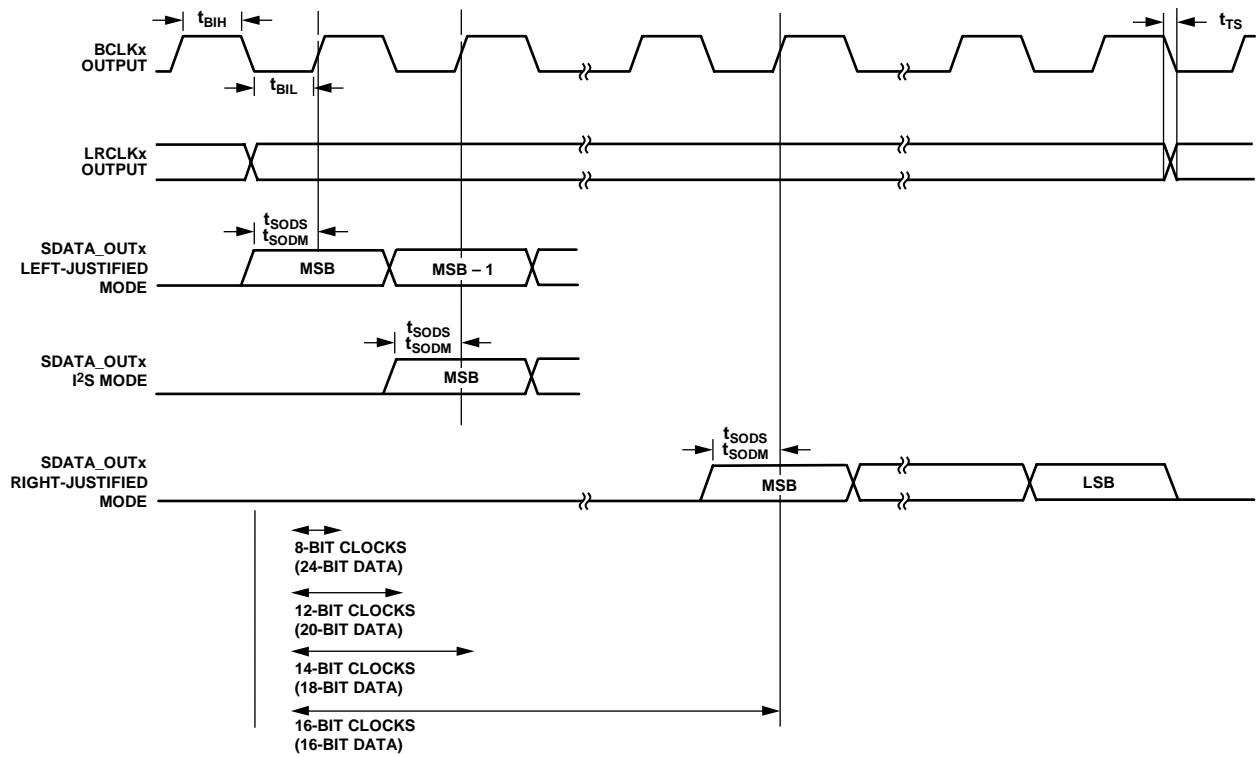 tBIH
tTS
BCLKx
OUTPUT
tBIL
LRCLKx
OUTPUT
tSODS
tSODM
SDATA_OUTx
LEFT-JUSTIFIED
MODE
MSB
MSB – 1
tSODS
tSODM
SDATA_OUTx
I2S MODE
MSB
tSODS
tSODM
SDATA_OUTx
RIGHT-JUSTIFIED
MODE
MSB
LSB
8-BIT CLOCKS
(24-BIT DATA)
12-BIT CLOCKS
(20-BIT DATA)
14-BIT CLOCKS
(18-BIT DATA)
16-BIT CLOCKS
(16-BIT DATA)